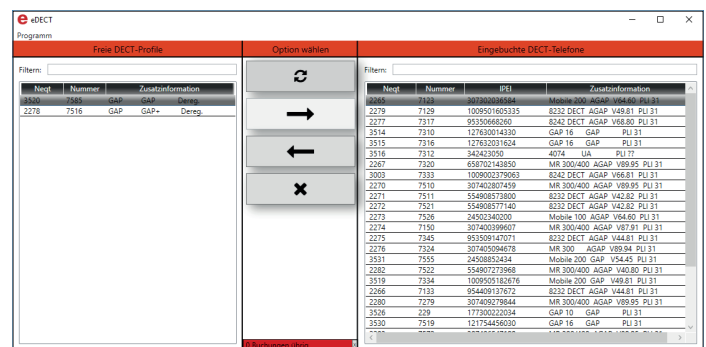 eDECT
Programm
Freie DECT-Profile
Option wählen
Eingebuchte DECT-Telefone
Filtern:
Neqt Nummer Zusatzinformation
3520 7585 GAP GAP Dereg.
2278 7516 GAP GAP+ Dereg.
0 Buchungen übrig
Filtern:
Neqt Nummer IPEI Zusatzinformation
2265 7123 307302036584 Mobile 200 AGAP V64.60 PLI 31
2279 7129 1009501605335 8232 DECT AGAP V49.81 PLI 31
2277 7317 95350668260 8242 DECT AGAP V68.80 PLI 31
3514 7310 127630014330 GAP 16 GAP PLI 31
3515 7316 127632031624 GAP 16 GAP PLI 31
3516 7312 342423050 4074 UA PLI ??
2267 7320 658702143850 MR 300/400 AGAP V89.95 PLI 31
3003 7333 1009002379063 8242 DECT AGAP V66.81 PLI 31
2270 7510 307402807459 MR 300/400 AGAP V89.95 PLI 31
2271 7511 554908573800 8232 DECT AGAP V42.82 PLI 31
2272 7521 554908577140 8232 DECT AGAP V42.82 PLI 31
2273 7526 24502340200 Mobile 100 AGAP V64.60 PLI 31
2274 7150 307400399607 MR 300/400 AGAP V87.91 PLI 31
2275 7345 953509147071 8232 DECT AGAP V44.81 PLI 31
2276 7324 307405094678 MR 300 AGAP V89.94 PLI 31
3531 7555 24508852434 Mobile 200 GAP V54.45 PLI 31
2282 7522 554907273968 MR 300/400 AGAP V40.80 PLI 31
3519 7334 1009505182676 Mobile 200 GAP V49.81 PLI 31
2266 7133 954409137672 8232 DECT AGAP V44.81 PLI 31
2280 7279 307409279844 MR 300/400 AGAP V89.95 PLI 31
3526 229 177300222034 GAP 10 GAP PLI 31
3530 7519 121754456030 GAP 16 GAP PLI 31